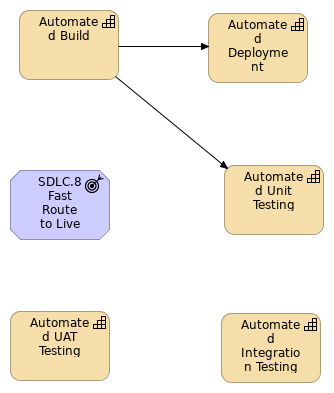 Automate
d Build
Automate
d
Deployme
nt
SDLC.8
Fast
Route
to Live
Automate
d Unit
Testing
Automate
d UAT
Testing
Automate
d
Integratio
n Testing